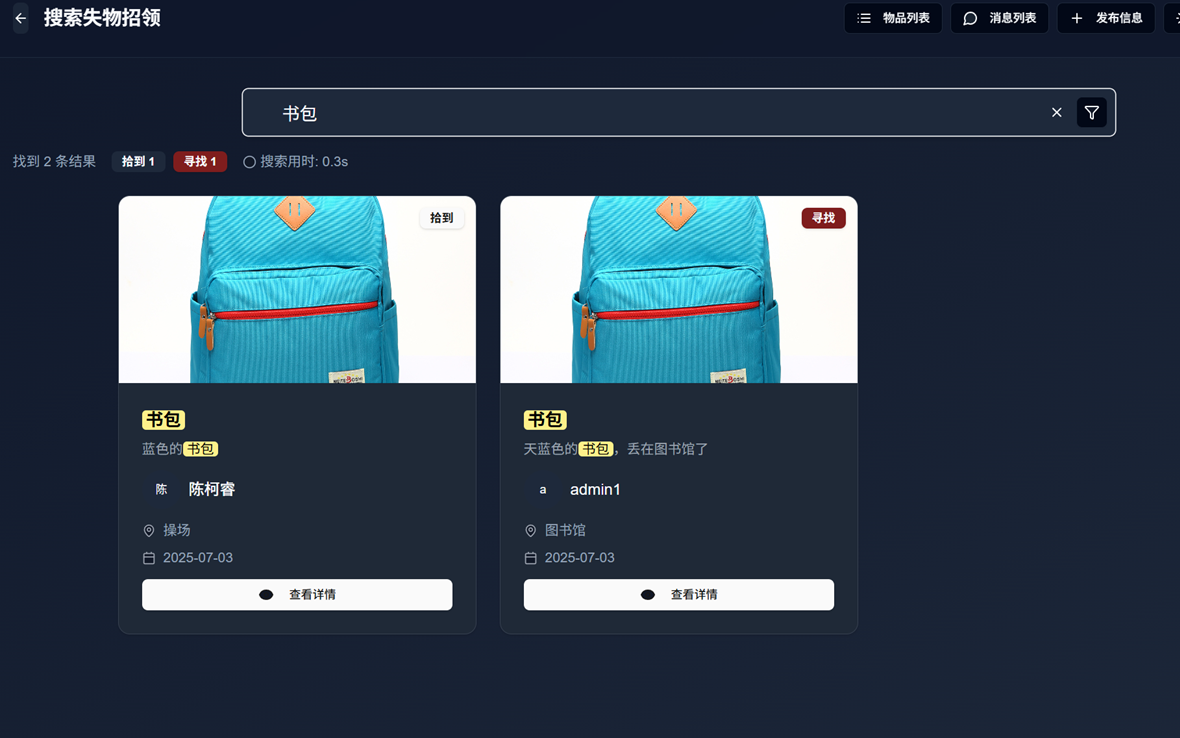 搜索失物招领
物品列表
消息列表
发布信息
书包
找到 2 条结果
拾到 1
寻找 1
搜索用时: 0.3s
拾到
书包
蓝色的书包
陈
陈柯睿
操场
2025-07-03
查看详情
寻找
书包
天蓝色的书包，丢在图书馆了
a
admin1
图书馆
2025-07-03
查看详情